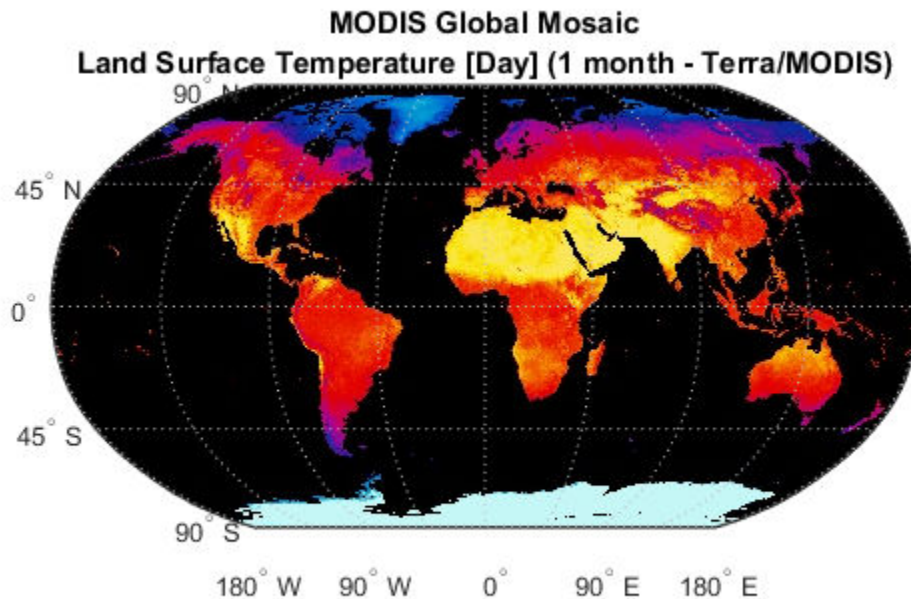 MODIS Global Mosaic
Land Surface Temperature [Day] (1 month - Terra/MODIS)
90° N
45° N
0°
45° S
90° S
180° W 90° W 0° 90° E 180° E